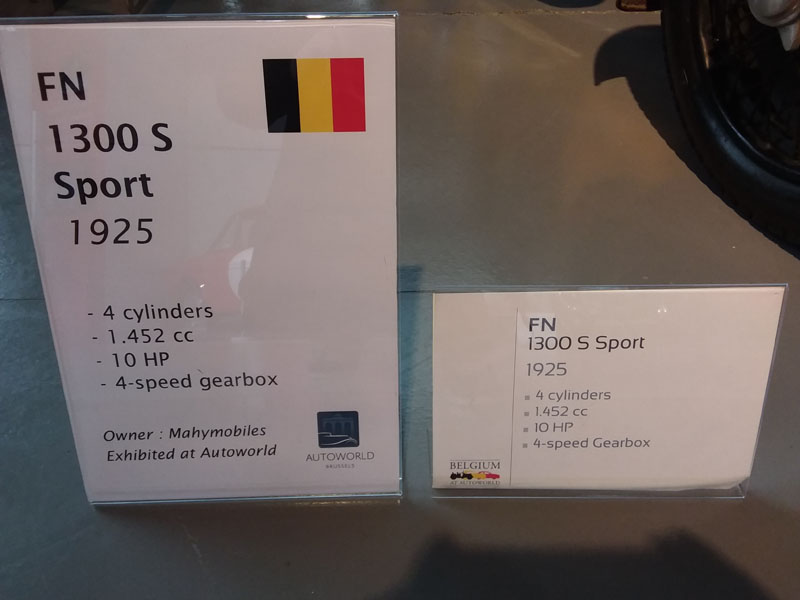 FN
1300 S
Sport
1925
- 4 cylinders
- 1.452 cc
- 10 HP
- 4-speed gearbox
Owner : Mahymobiles
Exhibited at Autoworld
AUTOWORLD
BRUSSELS
FN
1300 S Sport
1925
4 cylinders
1.452 cc
10 HP
4-speed Gearbox
BELGIUM
AT AUTOWORLD